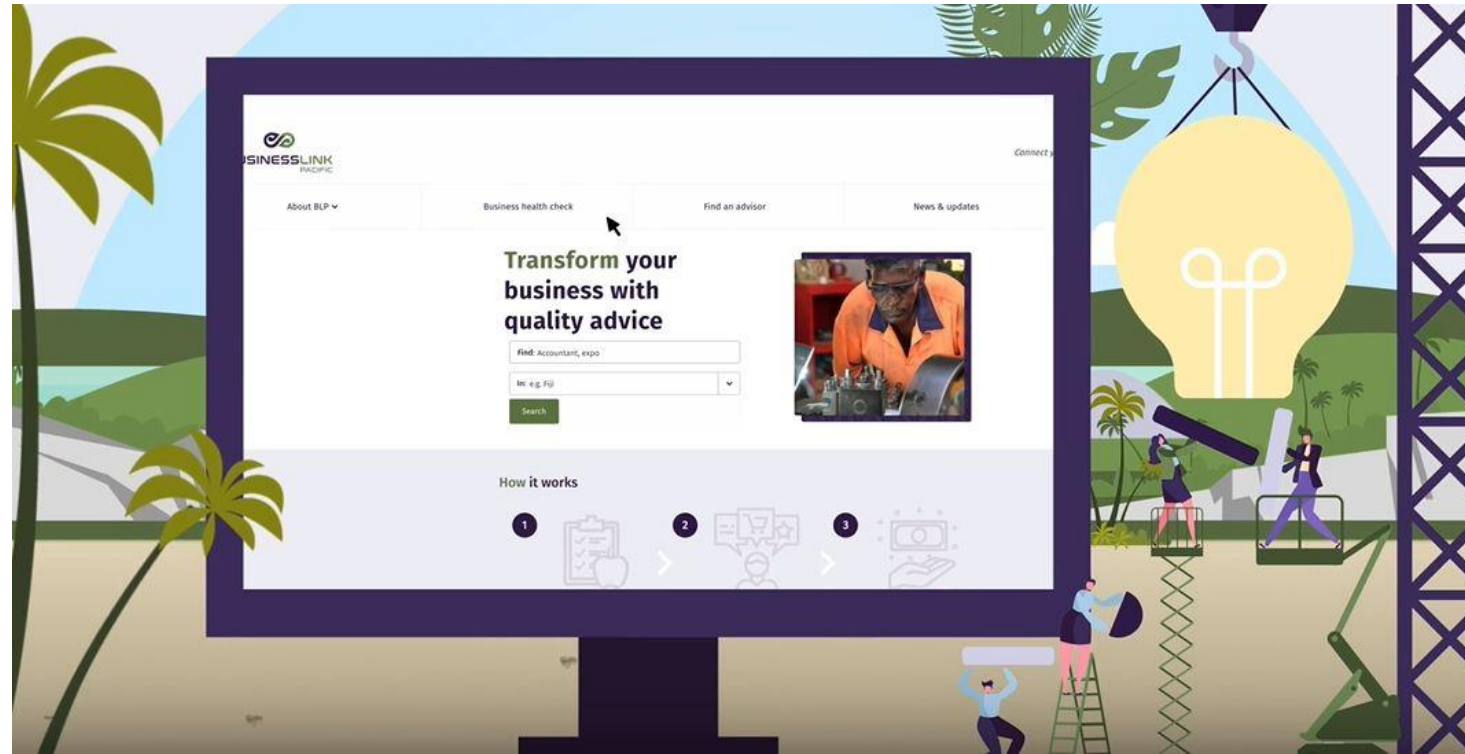 USINESSLINK
PACIFIC
Connect y
About BLP
Business health check
Find an advisor
News & updates
Transform your
business with
quality advice
Find: Accountant, expo
In: e.g. Fiji
Search
How it works
1
2
3